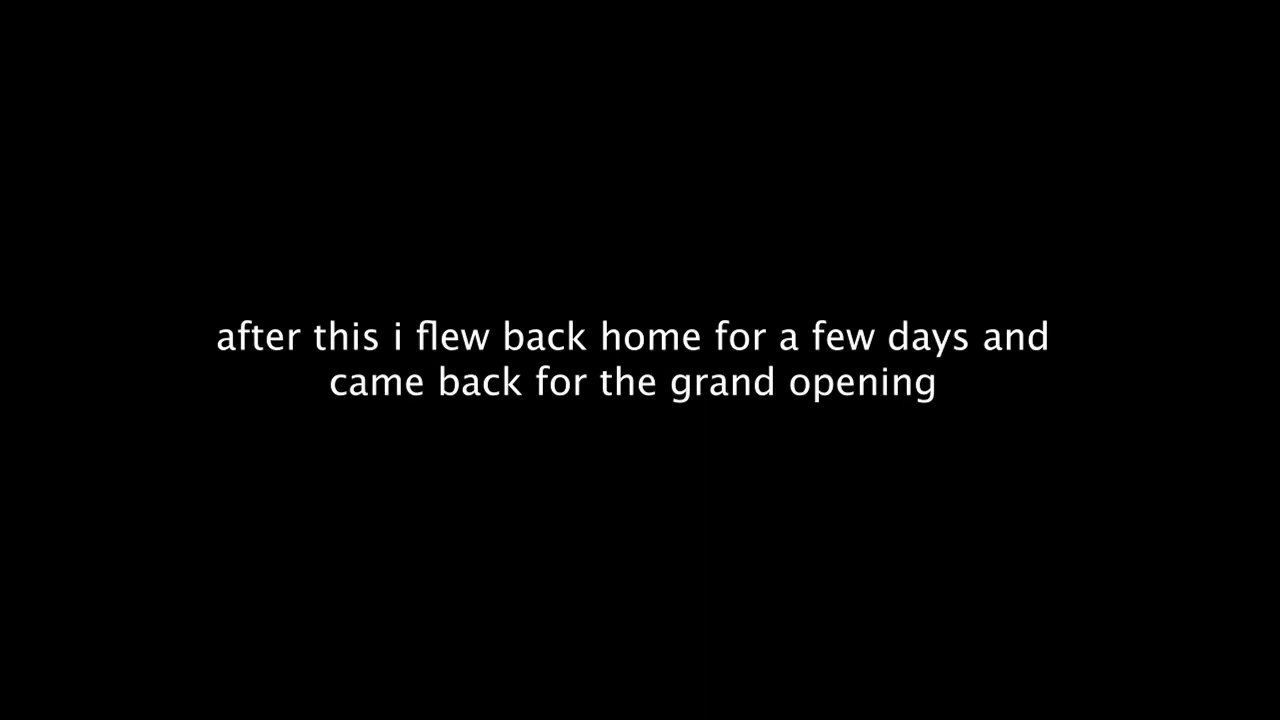 after this i flew back home for a few days and
came back for the grand opening